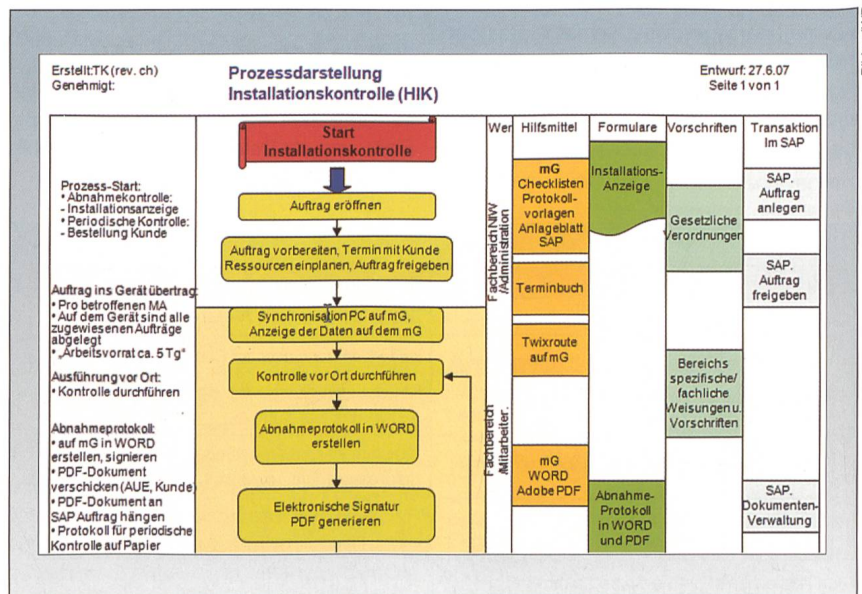 Erstellt:TK (rev. ch)
Genehmigt:
Prozessdarstellung
Installationskontrolle (HIK)
Entwurf: 27.6.07
Seite 1 von 1
Wer
Hilfsmittel
Formulare
Vorschriften
Transaktion
Im SAP
Start
Installationskontrolle
Prozess-Start:
• Abnahmekontrolle:
- Installationsanzeige
• Periodische Kontrolle:
- Bestellung Kunde
Auftrag eröffnen
Auftrag vorbereiten, Termin mit Kunde
Ressourcen einplanen, Auftrag freigeben
Auftrag ins Gerät übertrag:
• Pro betroffenen MA
• Auf dem Gerät sind alle
zugewiesenen Aufträge
abgelegt
• „Arbeitsvorrat ca. 5 Tg“
Synchronisation PC auf mG,
Anzeige der Daten auf dem mG
Ausführung vor Ort:
• Kontrolle durchführen
Kontrolle vor Ort durchführen
Abnahmeprotokoll:
• auf mG in WORD
erstellen, signieren
• PDF-Dokument
verschicken (AUE, Kunde)
• PDF-Dokument an
SAP Auftrag hängen
• Protokoll für periodische
Kontrolle auf Papier
Abnahmeprotokoll in WORD
erstellen
Elektronische Signatur
PDF generieren
Fachbereich NIW
/Administration
Fachbereich
/Mitarbeiter.
mG
Checklisten
Protokoll-
vorlagen
Anlageblatt
SAP
Terminbuch
Twixroute
auf mG
mG
WORD
Adobe PDF
Installations-
Anzeige
Abnahme-
Protokoll
in WORD
und PDF
Gesetzliche
Verordnungen
Bereichs
spezifische/
fachliche
Weisungen u.
Vorschriften
SAP.
Auftrag
anlegen
SAP.
Auftrag
freigeben
SAP.
Dokumenten-
Verwaltung